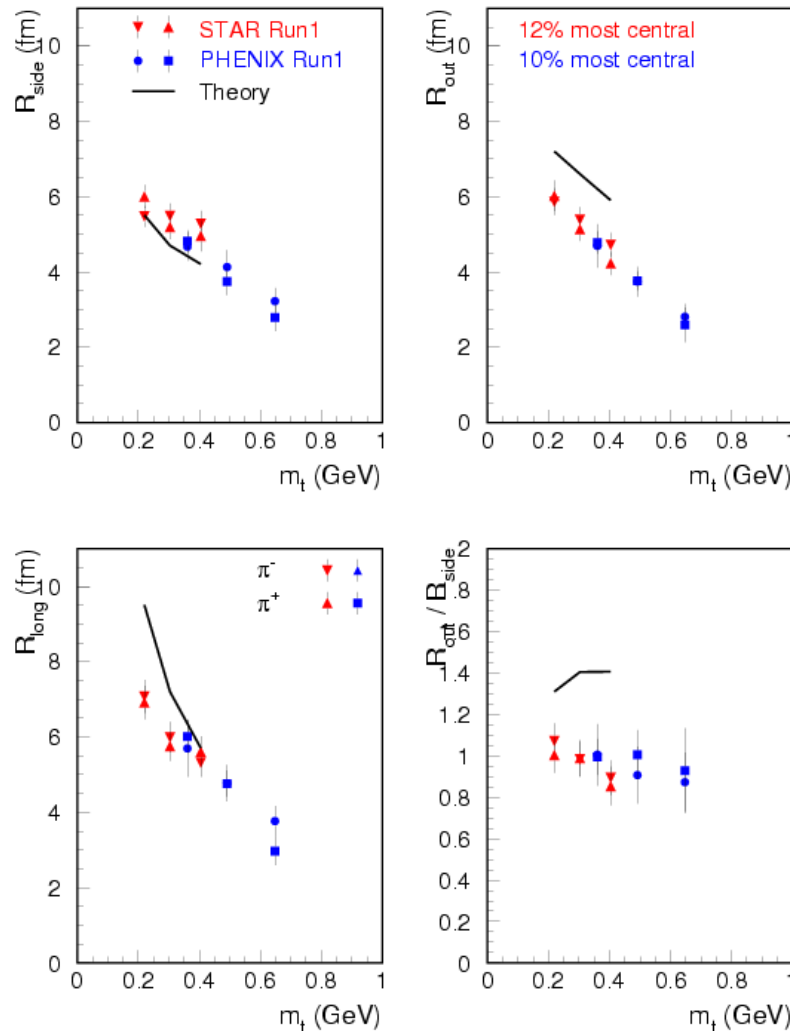 R_side (fm)
STAR Run1
PHENIX Run1
Theory
10
8
6
4
2
0
0 0.2 0.4 0.6 0.8 1
m_t (GeV)
R_out (fm)
12% most central
10% most central
10
8
6
4
2
0
0 0.2 0.4 0.6 0.8 1
m_t (GeV)
R_long (fm)
π-
π+
10
8
6
4
2
0
0 0.2 0.4 0.6 0.8 1
m_t (GeV)
R_out / R_side
2
1.8
1.6
1.4
1.2
1
0.8
0.6
0.4
0.2
0
0 0.2 0.4 0.6 0.8 1
m_t (GeV)